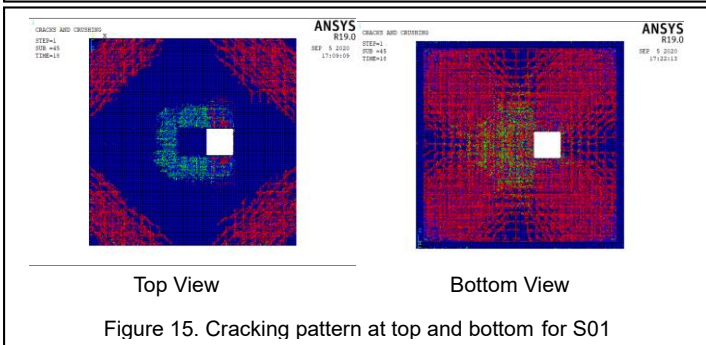 CRACKS AND CRUSHING
STEP=1
SUB =45
TIME=18
ANSYS
R19.0
SEP 5 2020
17:09:09
CRACKS AND CRUSHING
STEP=1
SUB =45
TIME=18
ANSYS
R19.0
SEP 5 2020
17:22:13
Top View
Bottom View
Figure 15. Cracking pattern at top and bottom for S01